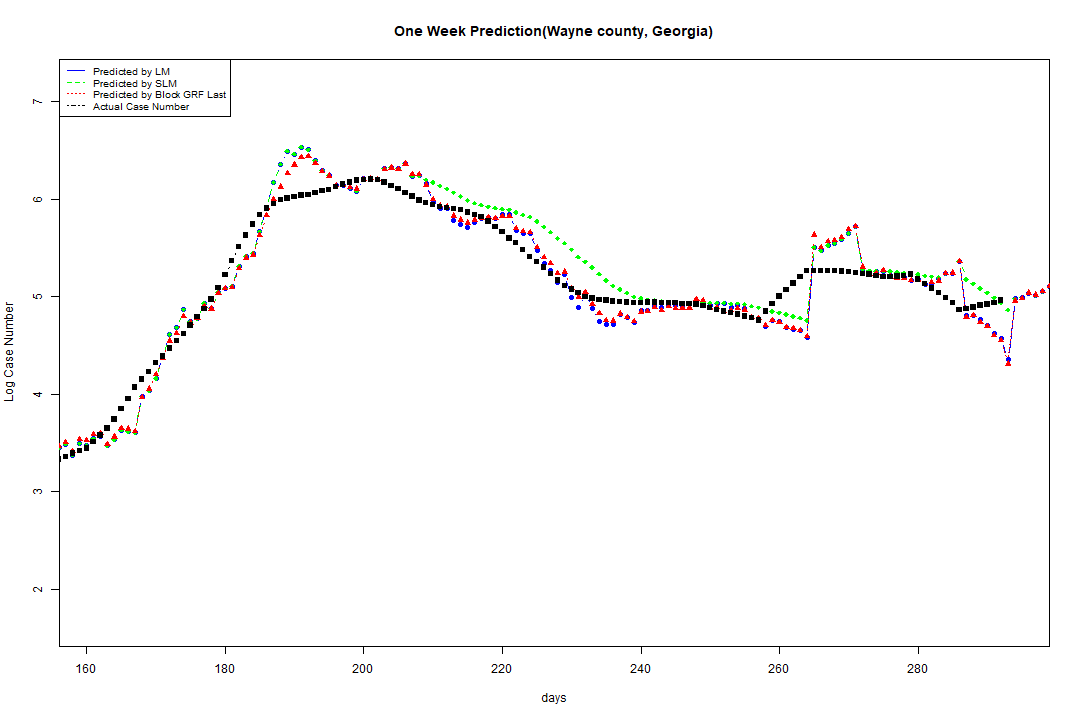 One Week Prediction(Wayne county, Georgia)
Predicted by LM
Predicted by SLM
Predicted by Block GRF Last
Actual Case Number
7
6
5
4
3
2
Log Case Number
160 180 200 220 240 260 280
days